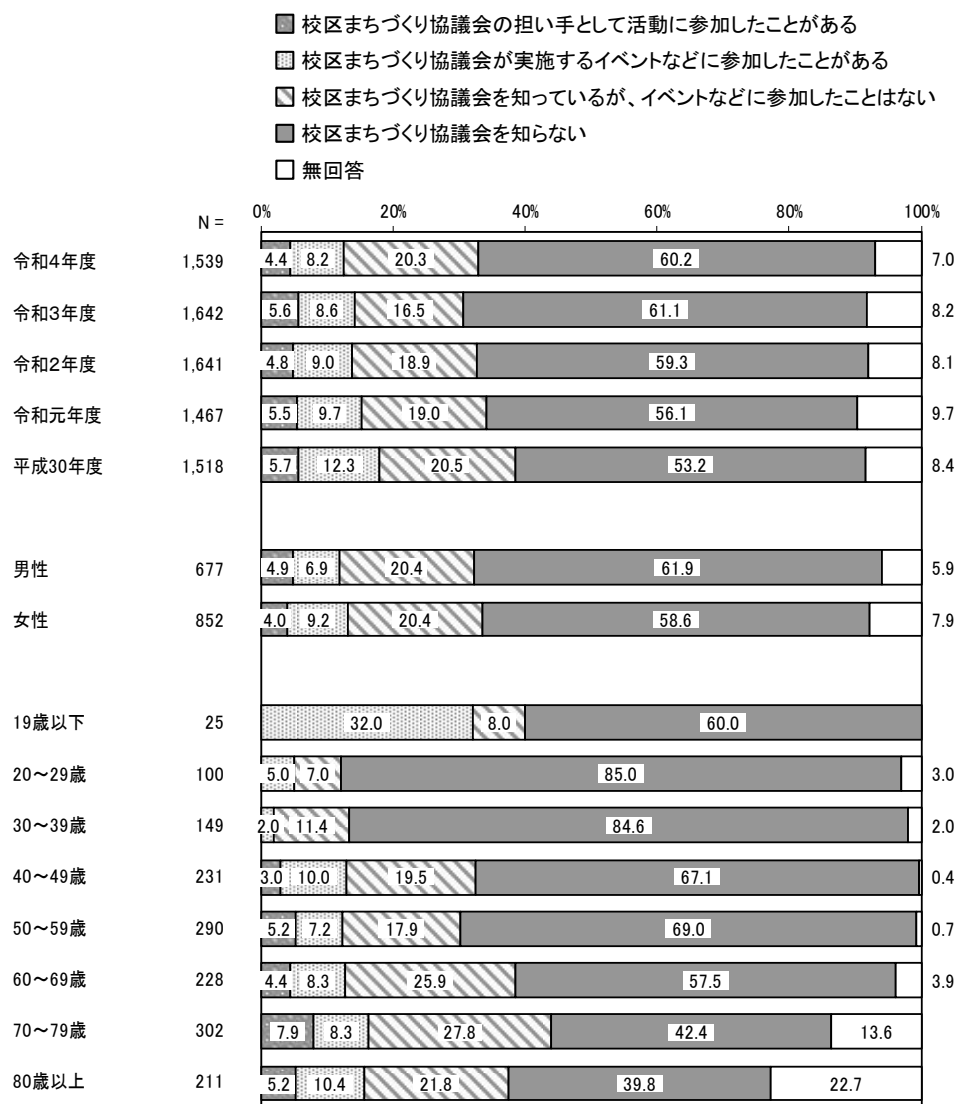 校区まちづくり協議会の担い手として活動に参加したことがある
校区まちづくり協議会が実施するイベントなどに参加したことがある
校区まちづくり協議会を知っているが、イベントなどに参加したことはない
校区まちづくり協議会を知らない
無回答
N = 0% 20% 40% 60% 80% 100%
令和4年度 1,539 4.4 8.2 20.3 60.2 7.0
令和3年度 1,642 5.6 8.6 16.5 61.1 8.2
令和2年度 1,641 4.8 9.0 18.9 59.3 8.1
令和元年度 1,467 5.5 9.7 19.0 56.1 9.7
平成30年度 1,518 5.7 12.3 20.5 53.2 8.4
男性 677 4.9 6.9 20.4 61.9 5.9
女性 852 4.0 9.2 20.4 58.6 7.9
19歳以下 25 32.0 8.0 60.0
20～29歳 100 5.0 7.0 85.0 3.0
30～39歳 149 2.0 11.4 84.6 2.0
40～49歳 231 3.0 10.0 19.5 67.1 0.4
50～59歳 290 5.2 7.2 17.9 69.0 0.7
60～69歳 228 4.4 8.3 25.9 57.5 3.9
70～79歳 302 7.9 8.3 27.8 42.4 13.6
80歳以上 211 5.2 10.4 21.8 39.8 22.7